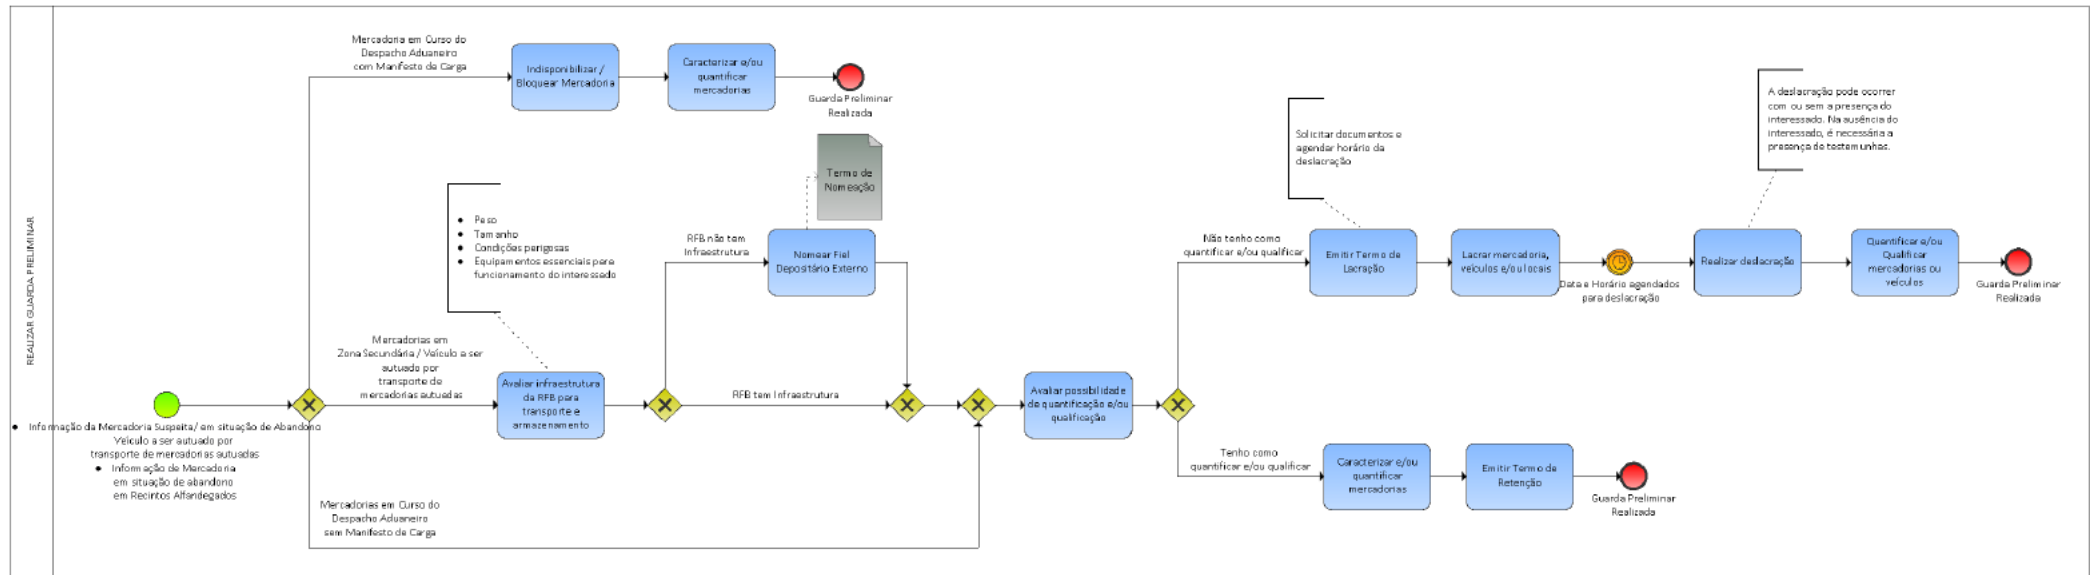 REALIZAR GUARDA PRELIMINAR
Mercadoria em Curso do
Despacho Aduaneiro
com Manifesto de Carga
Indisponibilizar /
Bloquear Mercadoria
Caracterizar e/ou
quantificar
mercadorias
Guarda Preliminar
Realizada
Termo de
Nomeação
● Peso
● Tamanho
● Condições perigosas
● Equipamentos essenciais para
funcionamento do interessado
RFB não tem
Infraestrutura
Nomear Fiel
Depositário Externo
Solicitar documentos e
agendar horário da
deslacração
A deslacração pode ocorrer
com ou sem a presença do
interessado. Na ausência do
interessado, é necessária a
presença de testemunhas.
Não tenho como
quantificar e/ou qualificar
Emitir Termo de
Lacração
Lacrar mercadoria,
veículos e/ou locais
Data e Horário agendados
para deslacração
Realizar deslacração
Quantificar e/ou
Qualificar
mercadorias ou
veículos
Guarda Preliminar
Realizada
Mercadorias em
Zona Secundária / Veículo a ser
autuado por
transporte de
mercadorias autuadas
Avaliar infraestrutura
da RFB para
transporte e
armazenamento
RFB tem Infraestrutura
Avaliar possibilidade
de quantificação e/ou
qualificação
● Informação da Mercadoria Suspeita/ em situação de Abandono
Veículo a ser autuado por
transporte de mercadorias autuadas
● Informação de Mercadoria
em situação de abandono
em Recintos Alfandegados
Tenho como
quantificar e/ou qualificar
Caracterizar e/ou
quantificar
mercadorias
Emitir Termo de
Retenção
Guarda Preliminar
Realizada
Mercadorias em Curso do
Despacho Aduaneiro
sem Manifesto de Carga